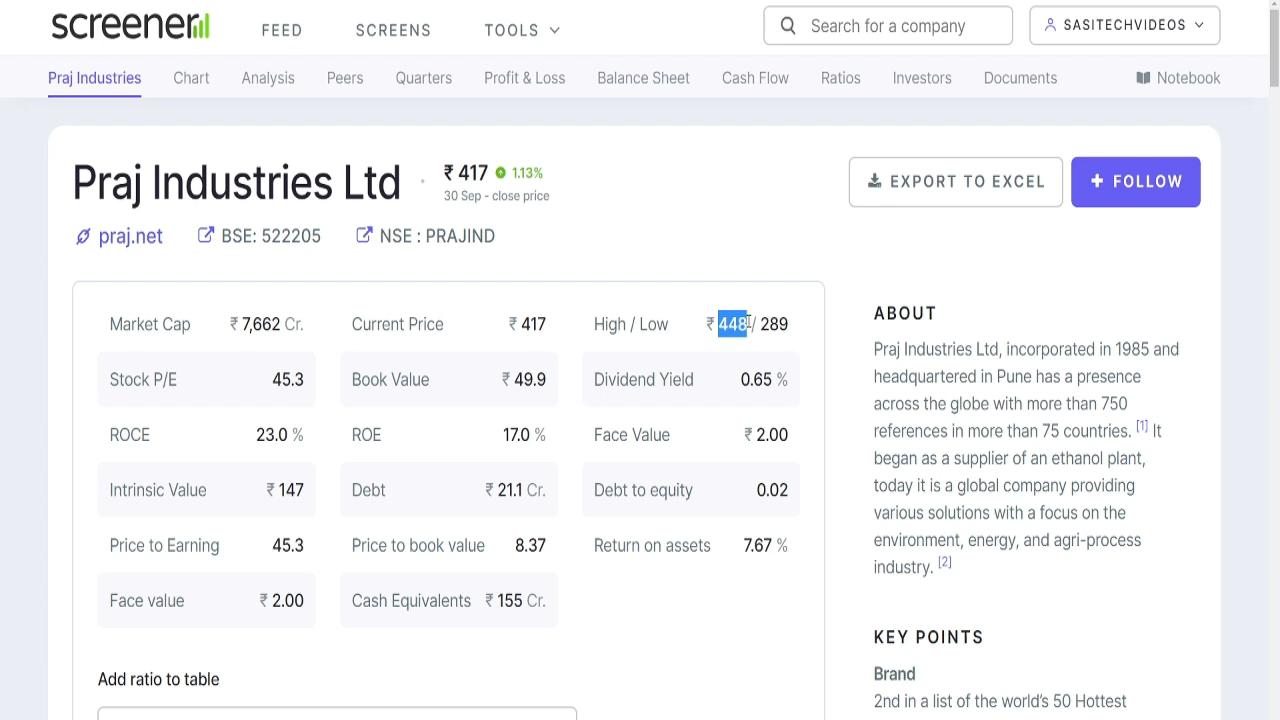 screener
FEED SCREENS TOOLS
Search for a company
SASITECHVIDEOS
Praj Industries Chart Analysis Peers Quarters Profit & Loss Balance Sheet Cash Flow Ratios Investors Documents Notebook
Praj Industries Ltd
₹ 417 1.13%
30 Sep - close price
EXPORT TO EXCEL
+ FOLLOW
praj.net BSE: 522205 NSE : PRAJIND
Market Cap ₹ 7,662 Cr. Current Price ₹ 417 High / Low ₹ 448 / 289
Stock P/E 45.3 Book Value ₹ 49.9 Dividend Yield 0.65 %
ROCE 23.0 % ROE 17.0 % Face Value ₹ 2.00
Intrinsic Value ₹ 147 Debt ₹ 21.1 Cr. Debt to equity 0.02
Price to Earning 45.3 Price to book value 8.37 Return on assets 7.67 %
Face value ₹ 2.00 Cash Equivalents ₹ 155 Cr.
Add ratio to table
ABOUT
Praj Industries Ltd, incorporated in 1985 and
headquartered in Pune has a presence
across the globe with more than 750
references in more than 75 countries. [1] It
began as a supplier of an ethanol plant,
today it is a global company providing
various solutions with a focus on the
environment, energy, and agri-process
industry. [2]
KEY POINTS
Brand
2nd in a list of the world's 50 Hottest